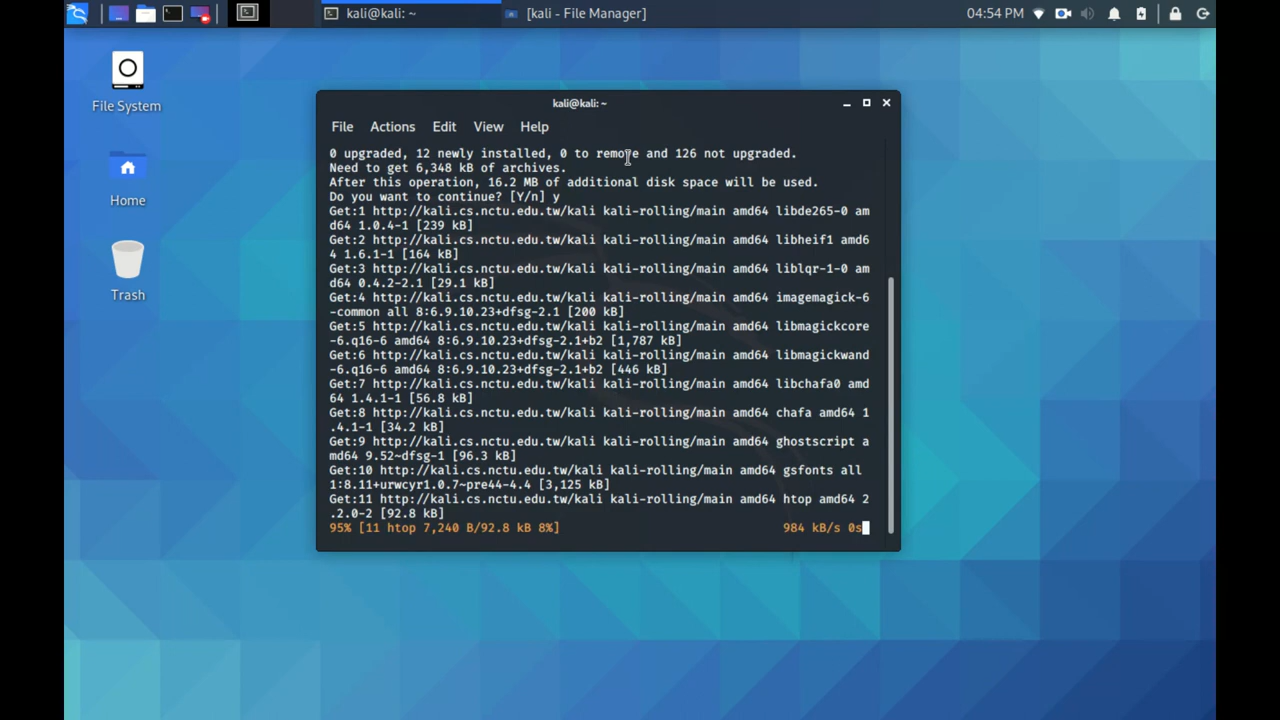 kali@kali: ~
[kali - File Manager]
04:54 PM
File System
Home
Trash
kali@kali: ~
File Actions Edit View Help
0 upgraded, 12 newly installed, 0 to remove and 126 not upgraded.
Need to get 6,348 kB of archives.
After this operation, 16.2 MB of additional disk space will be used.
Do you want to continue? [Y/n] y
Get:1 http://kali.cs.nctu.edu.tw/kali kali-rolling/main amd64 libde265-0 am
d64 1.0.4-1 [239 kB]
Get:2 http://kali.cs.nctu.edu.tw/kali kali-rolling/main amd64 libheif1 amd6
4 1.6.1-1 [164 kB]
Get:3 http://kali.cs.nctu.edu.tw/kali kali-rolling/main amd64 liblqr-1-0 am
d64 0.4.2-2.1 [29.1 kB]
Get:4 http://kali.cs.nctu.edu.tw/kali kali-rolling/main amd64 imagemagick-6
-common all 8:6.9.10.23+dfsg-2.1 [200 kB]
Get:5 http://kali.cs.nctu.edu.tw/kali kali-rolling/main amd64 libmagickcore
-6.q16-6 amd64 8:6.9.10.23+dfsg-2.1+b2 [1,787 kB]
Get:6 http://kali.cs.nctu.edu.tw/kali kali-rolling/main amd64 libmagickwand
-6.q16-6 amd64 8:6.9.10.23+dfsg-2.1+b2 [446 kB]
Get:7 http://kali.cs.nctu.edu.tw/kali kali-rolling/main amd64 libchafa0 amd
64 1.4.1-1 [56.8 kB]
Get:8 http://kali.cs.nctu.edu.tw/kali kali-rolling/main amd64 chafa amd64 1
.4.1-1 [34.2 kB]
Get:9 http://kali.cs.nctu.edu.tw/kali kali-rolling/main amd64 ghostscript a
md64 9.52~dfsg-1 [96.3 kB]
Get:10 http://kali.cs.nctu.edu.tw/kali kali-rolling/main amd64 gsfonts all
1:8.11+urwcyr1.0.7~pre44-4.4 [3,125 kB]
Get:11 http://kali.cs.nctu.edu.tw/kali kali-rolling/main amd64 htop amd64 2
.2.0-2 [92.8 kB]
95% [11 htop 7,240 B/92.8 kB 8%] 984 kB/s 0s